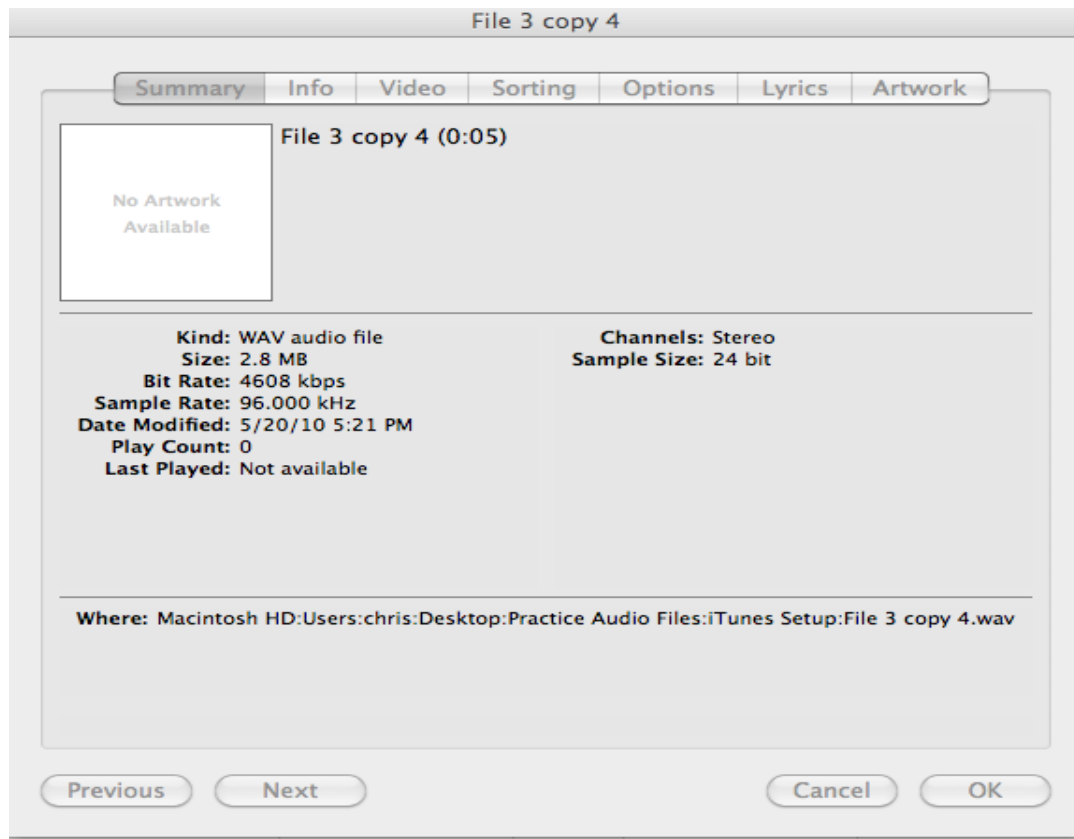 File 3 copy 4
Summary Info Video Sorting Options Lyrics Artwork
File 3 copy 4 (0:05)
No Artwork
Available
Kind: WAV audio file
Size: 2.8 MB
Bit Rate: 4608 kbps
Sample Rate: 96.000 kHz
Date Modified: 5/20/10 5:21 PM
Play Count: 0
Last Played: Not available
Channels: Stereo
Sample Size: 24 bit
Where: Macintosh HD:Users:chris:Desktop:Practice Audio Files:iTunes Setup:File 3 copy 4.wav
Previous Next Cancel OK